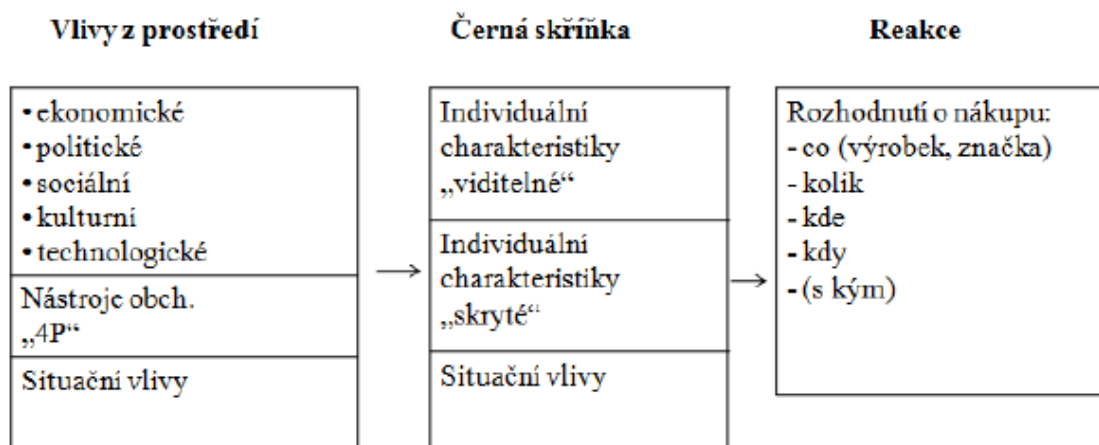 Vlivy z prostředí
Černá skříňka
Reakce
• ekonomické
• politické
• sociální
• kulturní
• technologické
Nástroje obch.
„4P“
Situační vlivy
Individuální
charakteristiky
„viditelné“
Individuální
charakteristiky
„skryté“
Situační vlivy
Rozhodnutí o nákupu:
- co (výrobek, značka)
- kolik
- kde
- kdy
- (s kým)